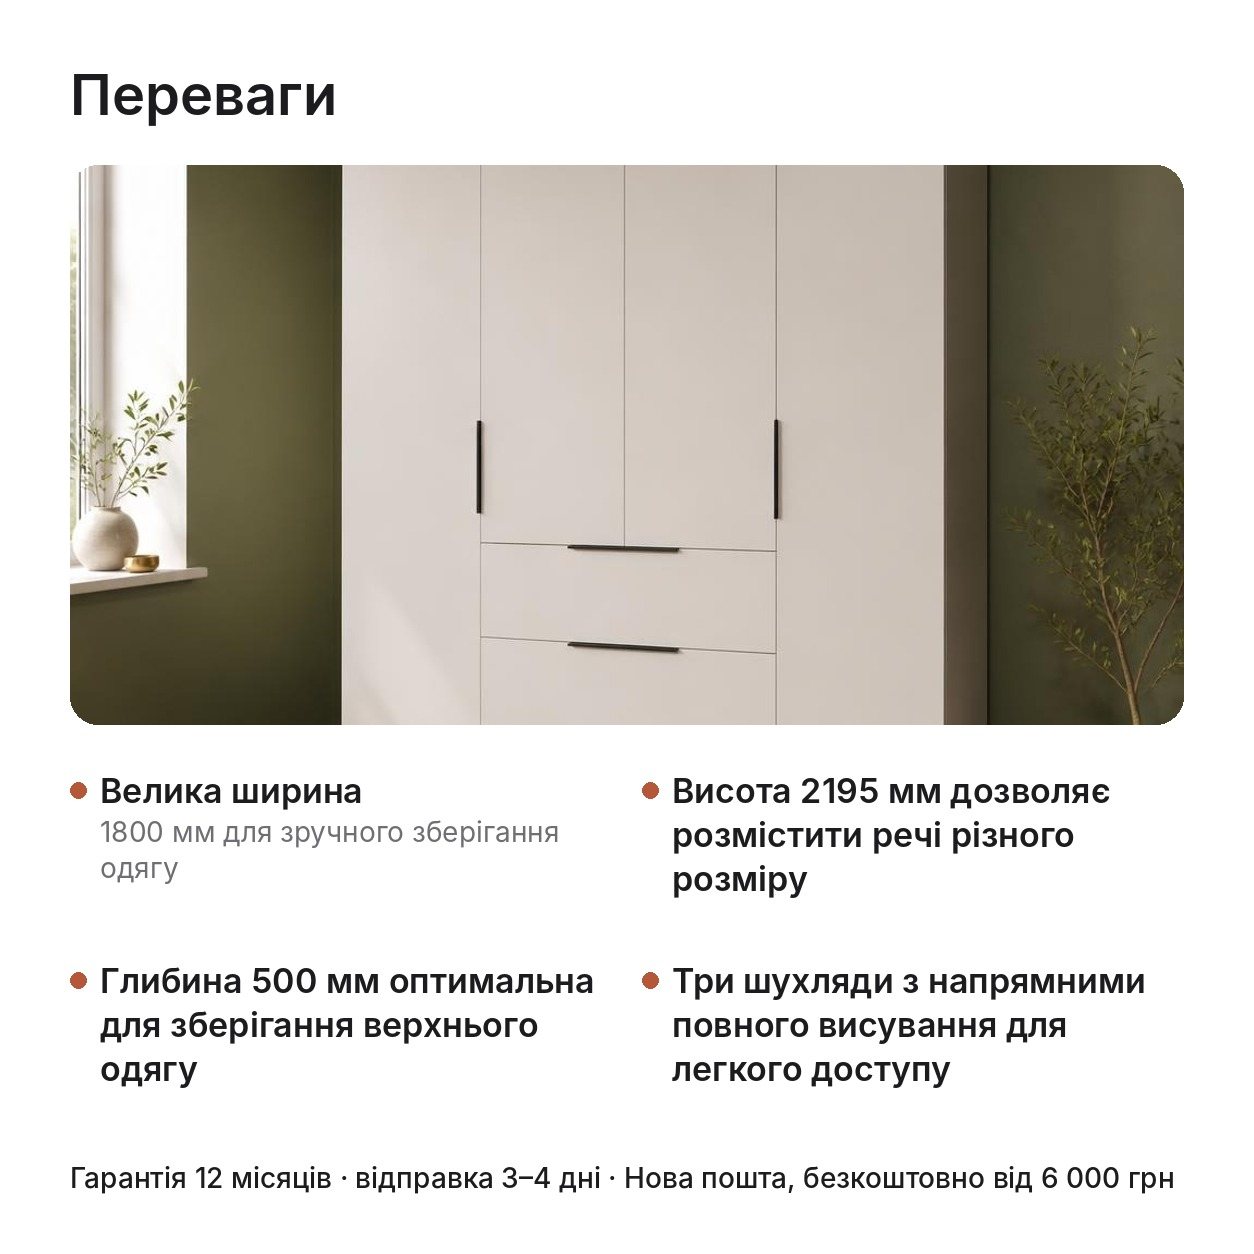 Переваги
Велика ширина
1800 мм для зручного зберігання
одягу
Висота 2195 мм дозволяє
розмістити речі різного
розміру
Глибина 500 мм оптимальна
для зберігання верхнього
одягу
Три шухляди з напрямними
повного висування для
легкого доступу
Гарантія 12 місяців · відправка 3–4 дні · Нова пошта, безкоштовно від 6 000 грн